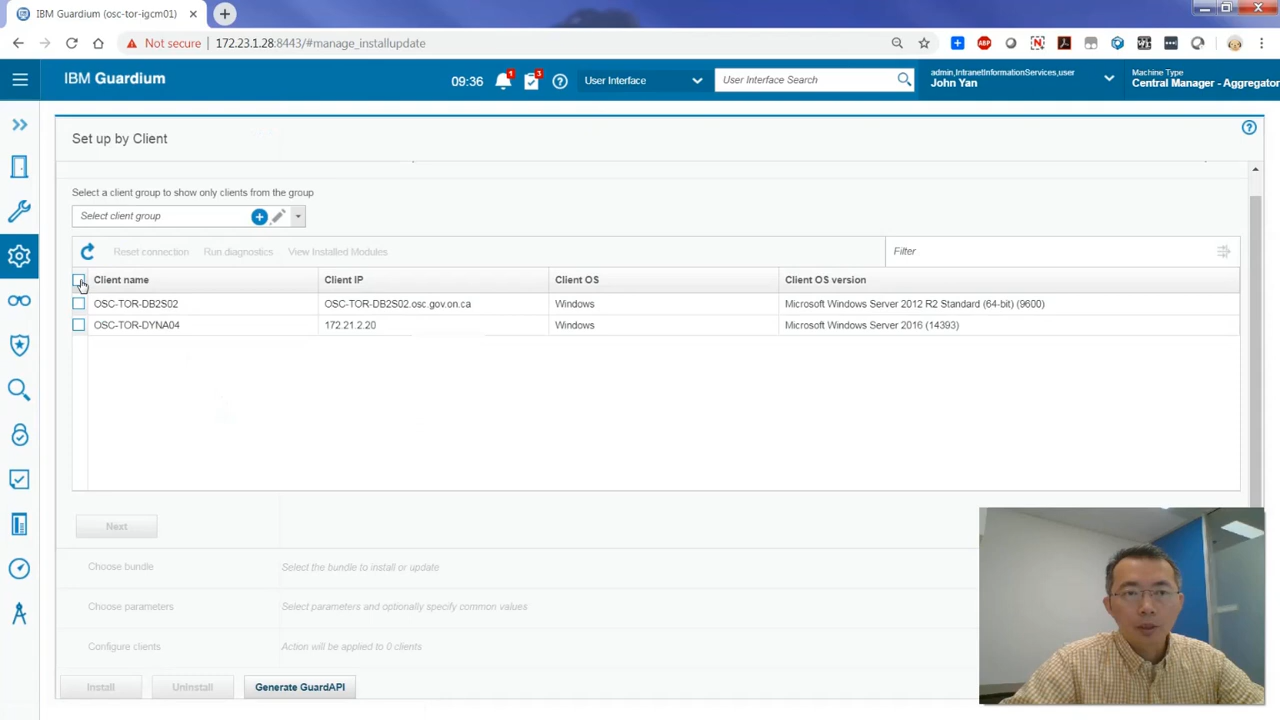 IBM Guardium (osc-tor-igcm01)
Not secure 172.23.1.28:8443/#manage_installupdate
IBM Guardium
09:36
1
3
User Interface
User Interface Search
admin,IntranetInformationServices,user
John Yan
Machine Type
Central Manager - Aggregator
Set up by Client
Select a client group to show only clients from the group
Select client group
Reset connection
Run diagnostics
View Installed Modules
Filter
Client name Client IP Client OS Client OS version
OSC-TOR-DB2S02 OSC-TOR-DB2S02.osc.gov.on.ca Windows Microsoft Windows Server 2012 R2 Standard (64-bit) (9600)
OSC-TOR-DYNA04 172.21.2.20 Windows Microsoft Windows Server 2016 (14393)
Next
Choose bundle Select the bundle to install or update
Choose parameters Select parameters and optionally specify common values
Configure clients Action will be applied to 0 clients
Install Uninstall Generate GuardAPI